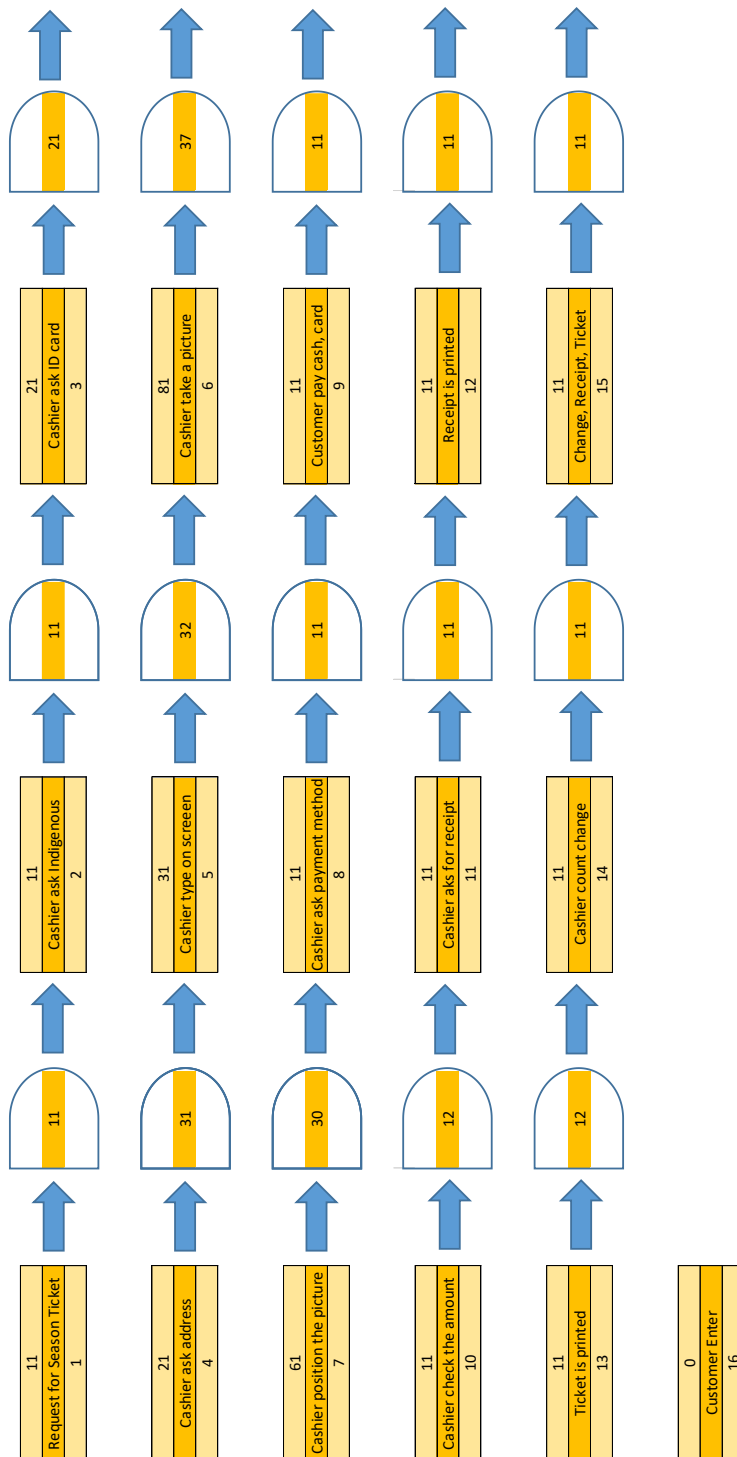 11
Request for Season Ticket
1
11
11
Cashier ask Indigenous
2
11
21
Cashier ask ID card
3
21
21
Cashier ask address
4
31
31
Cashier type on screeen
5
32
81
Cashier take a picture
6
37
61
Cashier position the picture
7
30
11
Cashier ask payment method
8
11
11
Customer pay cash, card
9
11
11
Cashier check the amount
10
12
11
Cashier aks for receipt
11
11
11
Receipt is printed
12
11
11
Ticket is printed
13
12
11
Cashier count change
14
11
11
Change, Receipt, Ticket
15
11
0
Customer Enter
16